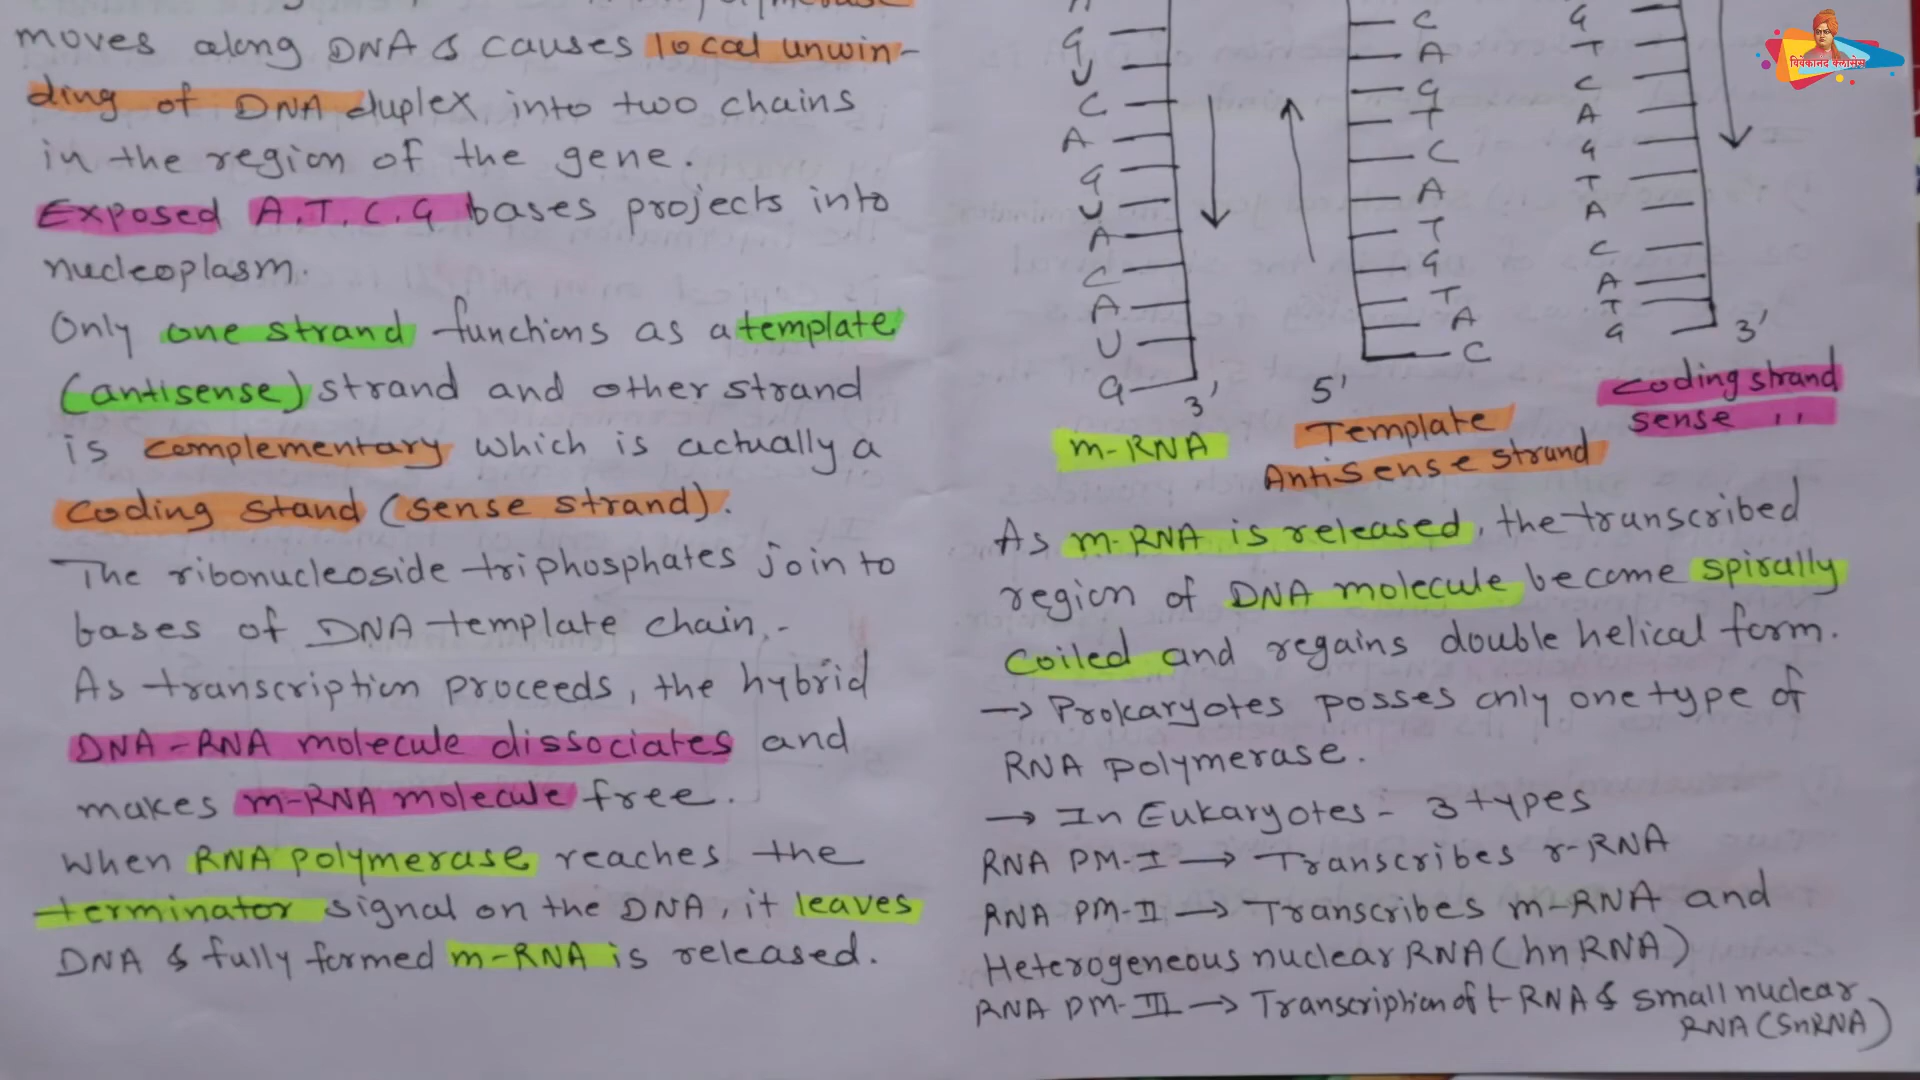 moves along DNA & causes local unwin-
ding of DNA duplex into two chains
in the region of the gene.
Exposed A.T.C.G bases projects into
nucleoplasm.
Only one strand functions as a template
(antisense) strand and other strand
is complementary which is actually a
coding stand (sense strand).
The ribonucleoside triphosphates join to
bases of DNA template chain.-
As transcription proceeds, the hybrid
DNA-RNA molecule dissociates and
makes m-RNA molecule free.
When RNA polymerase reaches the
terminator signal on the DNA, it leaves
DNA & fully formed m-RNA is released.
G
U
C
A
G
U
A
C
A
U
G
3'
m-RNA
C
A
G
T
C
A
T
G
T
A
C
5'
Template
Antisense strand
G
T
C
A
G
T
A
C
A
T
G
3'
coding strand
sense ,,
As m-RNA is released, the transcribed
region of DNA molecule become spirally
coiled and regains double helical form.
→ Prokaryotes posses only one type of
RNA polymerase.
→ In Eukaryotes - 3 types
RNA PM-I → Transcribes r-RNA
RNA PM-II → Transcribes m-RNA and
Heterogeneous nuclear RNA (hnRNA)
RNA PM-III → Transcription of t-RNA & small nuclear
RNA (SnRNA)
विवेकानंद क्लासेस